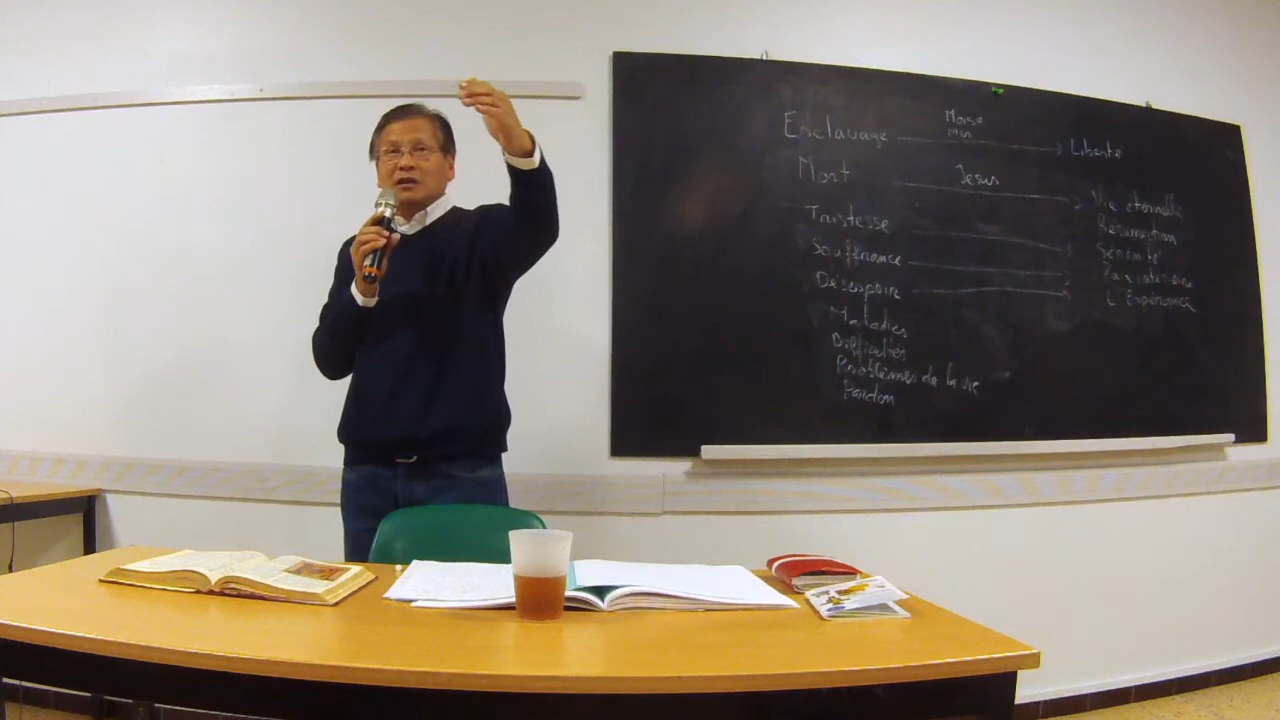 Esclavage Moïse Liberté
Mort Jésus Vie éternelle
Tristesse Résurrection
Souffrance Sérénité
Désespoir Paix intérieure
L'Espérance
Maladies
Difficultés
Problèmes de la vie
Pardon